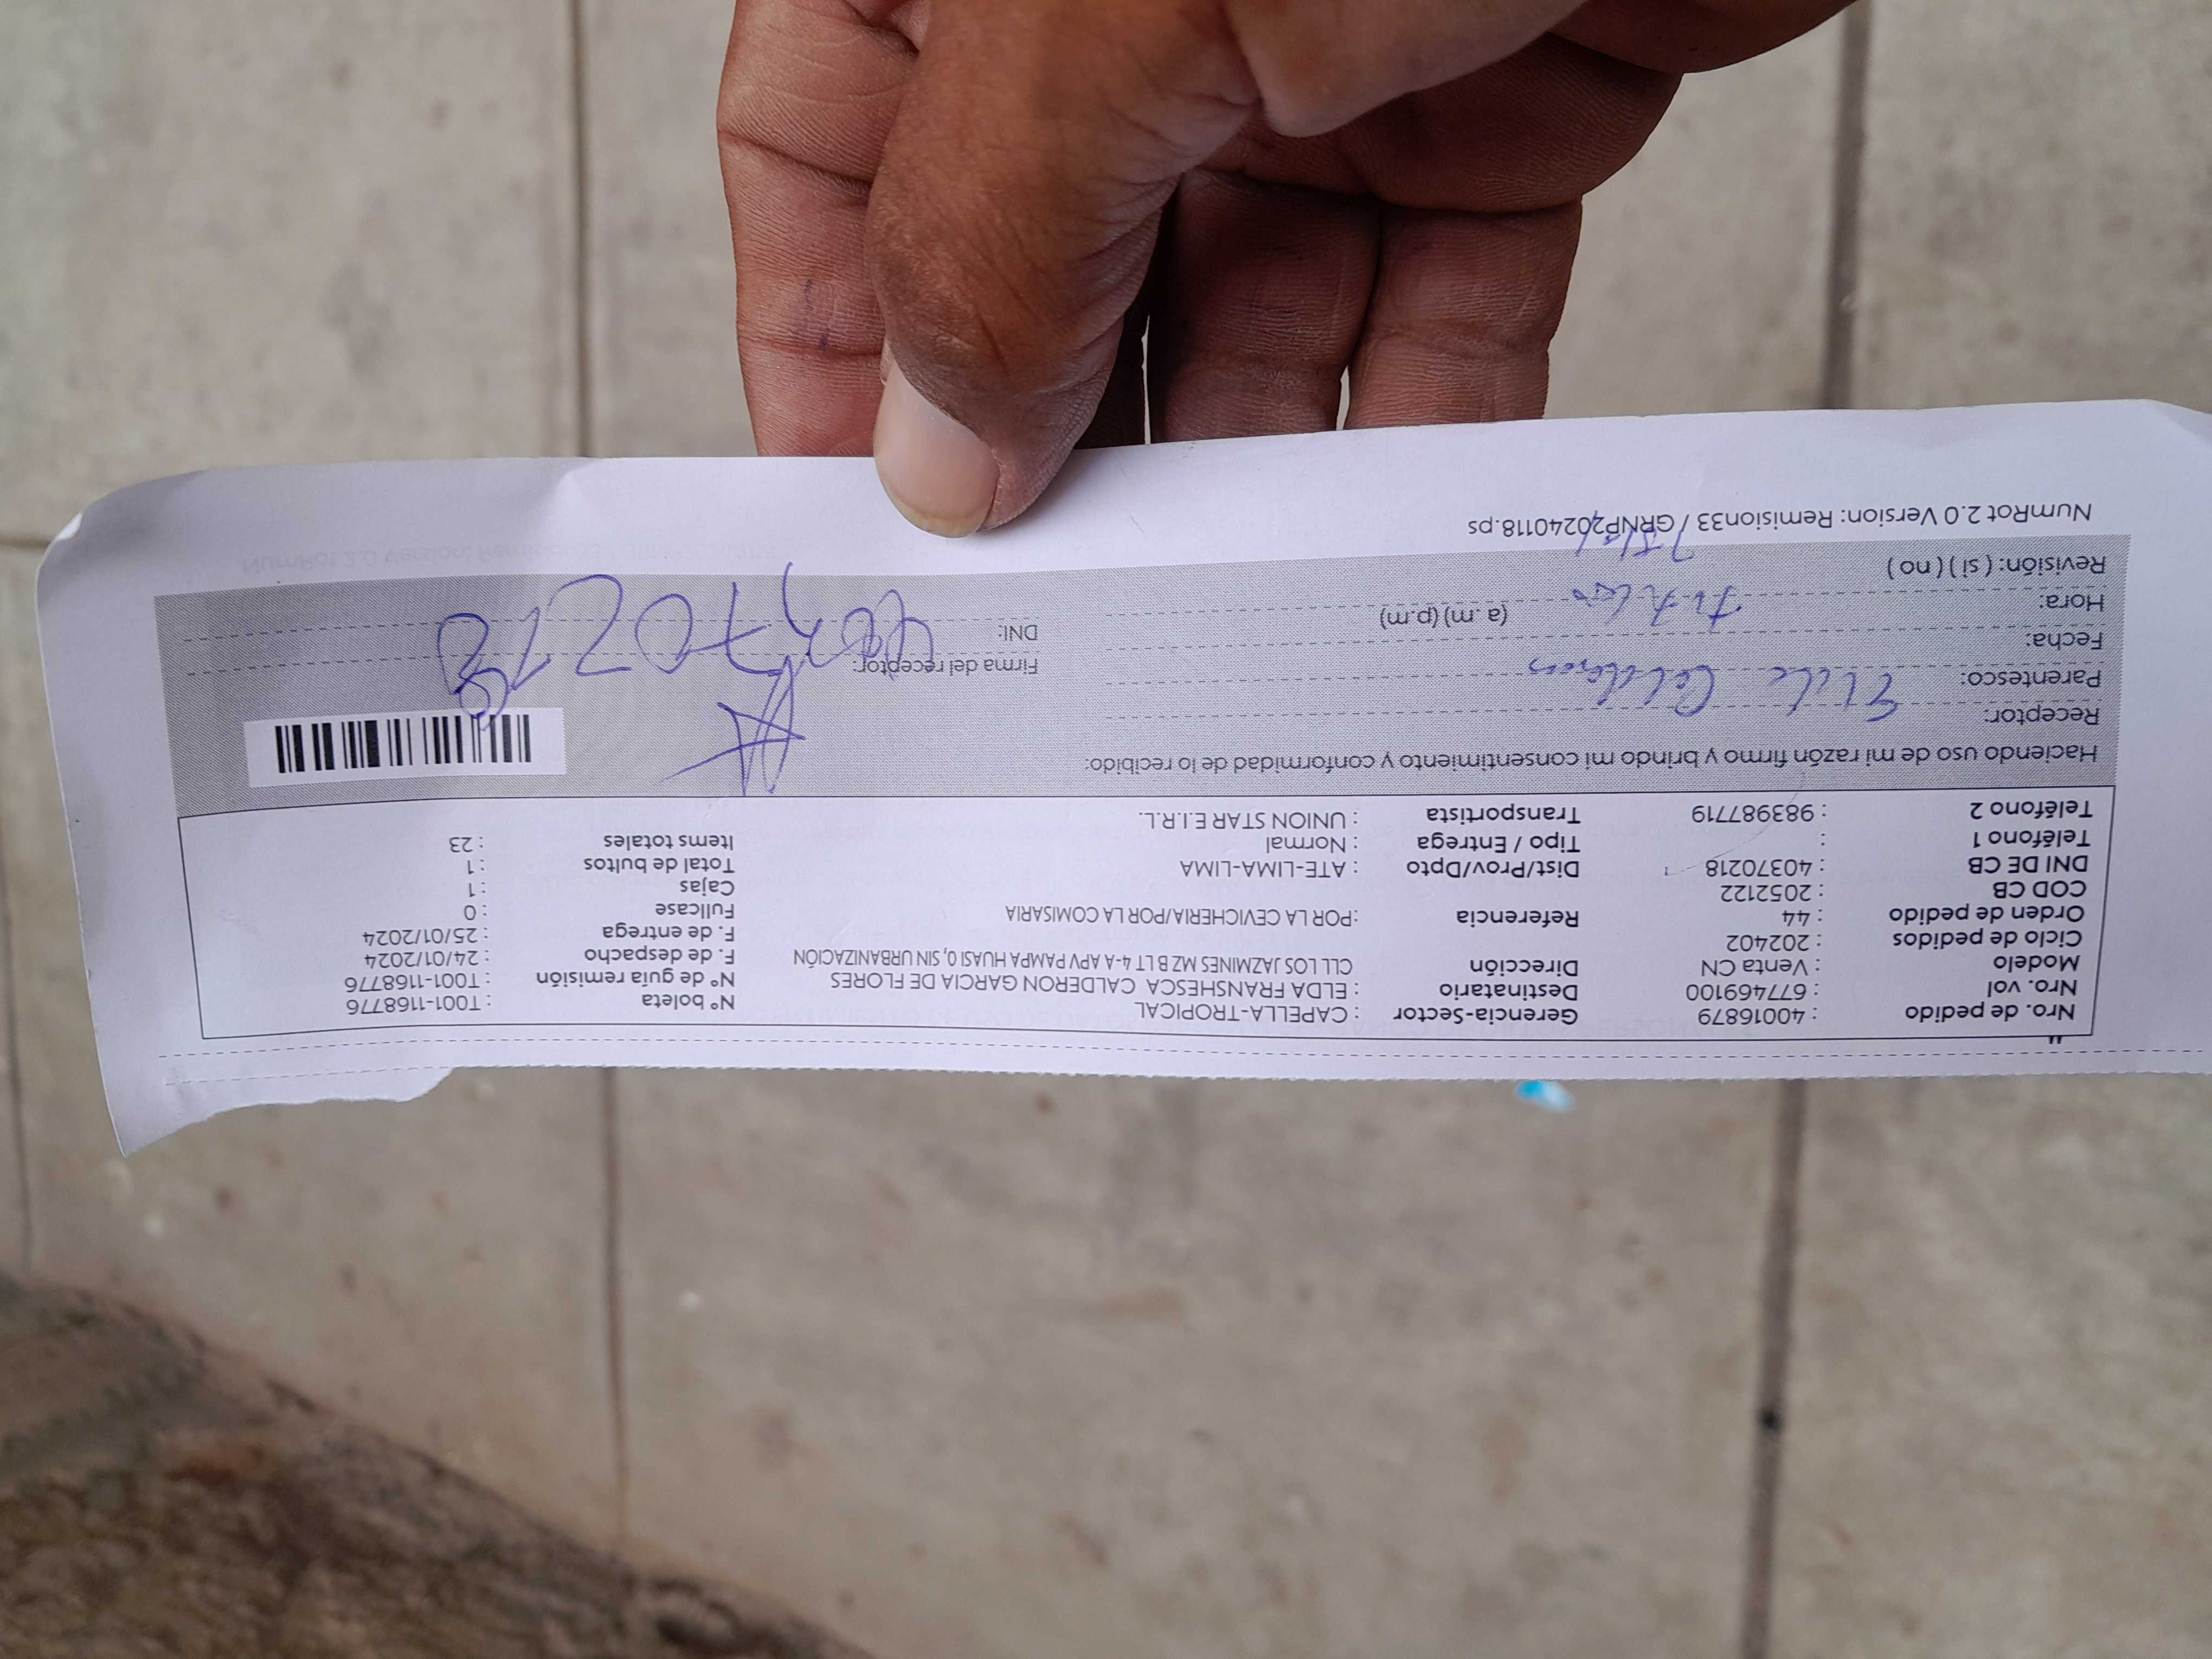 Nro. de pedido : 40016879 Gerencia-Sector : CAPELLA-TROPICAL N° boleta : T001-1168776
Nro. vol : 677469100 Destinatario : ELDA FRANSHESCA CALDERON GARCIA DE FLORES N° de guía remisión : T001-1168776
Modelo : Venta CN Dirección CLL LOS JAZMINES MZ B LT 4-A APV PAMPA HUASI 0, SIN URBANIZACIÓN F. de despacho : 24/01/2024
Ciclo de pedidos : 202402 F. de entrega : 25/01/2024
Orden de pedido : 44 Referencia :POR LA CEVICHERIA/POR LA COMISARIA Fullcase : 0
COD CB : 2052122 Cajas : 1
DNI DE CB : 40370218 Dist/Prov/Dpto : ATE-LIMA-LIMA Total de bultos : 1
Teléfono 1 : Tipo / Entrega : Normal Items totales : 23
Teléfono 2 : 983987719 Transportista : UNION STAR E.I.R.L.
Haciendo uso de mi razón firmo y brindo mi consentimiento y conformidad de lo recibido:
Receptor: Elda Calderon
Parentesco:
Fecha: Firma del receptor:
Hora: Titular (a.m) (p.m) DNI: 40370218
Revisión: ( si ) ( no )
NumRot 2.0 Version: Remision33 / GRNP20240118.ps